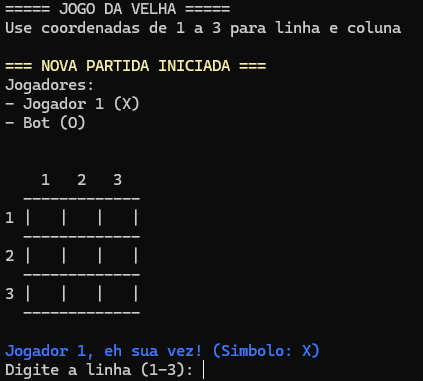 ===== JOGO DA VELHA =====
Use coordenadas de 1 a 3 para linha e coluna
=== NOVA PARTIDA INICIADA ===
Jogadores:
- Jogador 1 (X)
- Bot (O)
1 2 3
-------------
1 | | | |
-------------
2 | | | |
-------------
3 | | | |
-------------
Jogador 1, eh sua vez! (Simbolo: X)
Digite a linha (1-3):